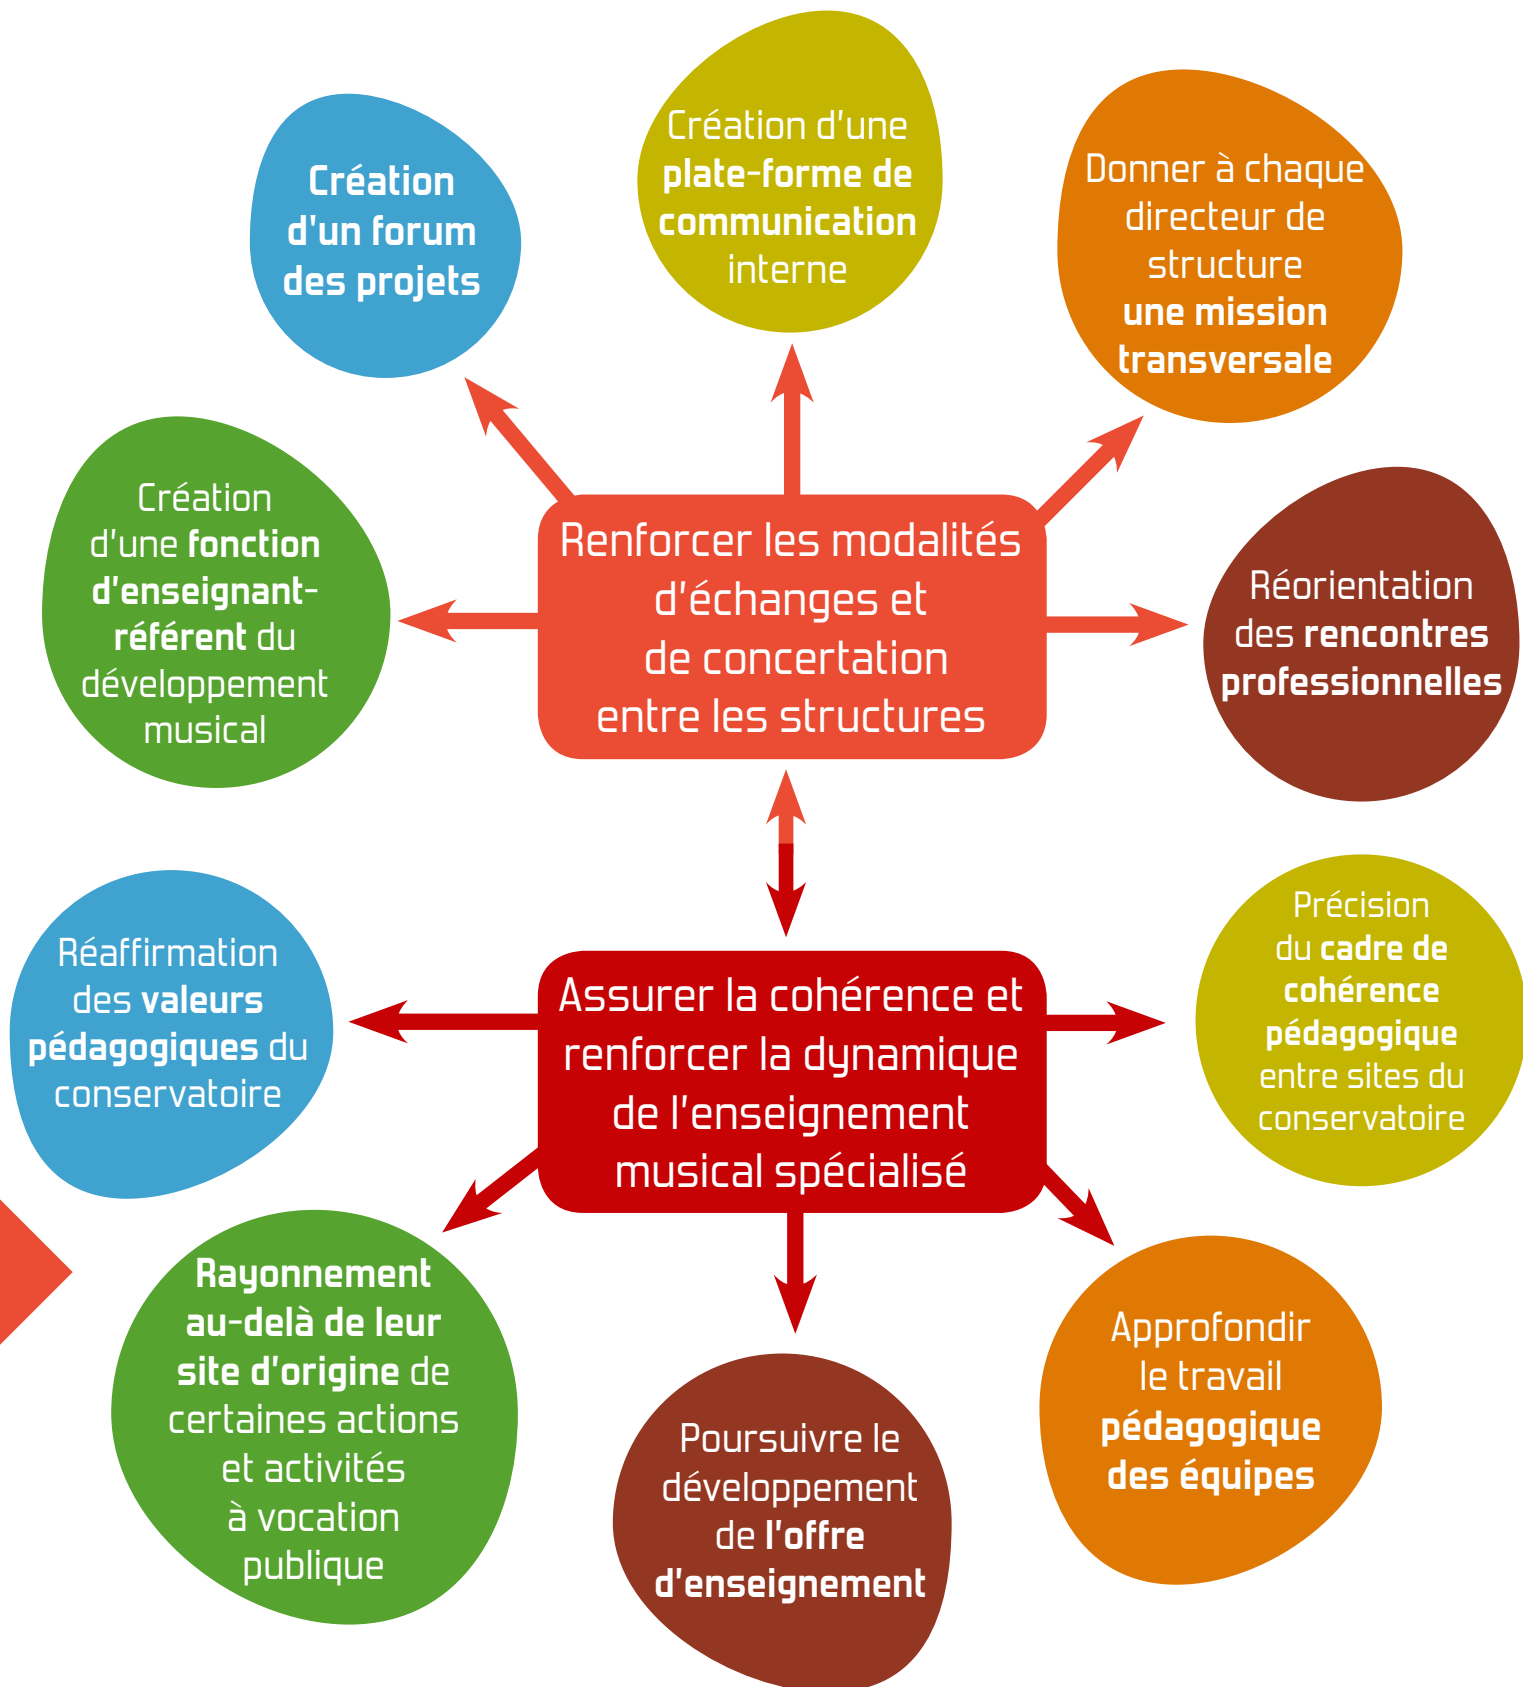 Création
d'un forum
des projets
Création d'une
plate-forme de
communication
interne
Donner à chaque
directeur de
structure
une mission
transversale
Création
d'une fonction
d'enseignant-
référent du
développement
musical
Renforcer les modalités
d'échanges et
de concertation
entre les structures
Réorientation
des rencontres
professionnelles
Réaffirmation
des valeurs
pédagogiques du
conservatoire
Assurer la cohérence et
renforcer la dynamique
de l'enseignement
musical spécialisé
Précision
du cadre de
cohérence
pédagogique
entre sites du
conservatoire
Rayonnement
au-delà de leur
site d'origine de
certaines actions
et activités
à vocation
publique
Poursuivre le
développement
de l'offre
d'enseignement
Approfondir
le travail
pédagogique
des équipes